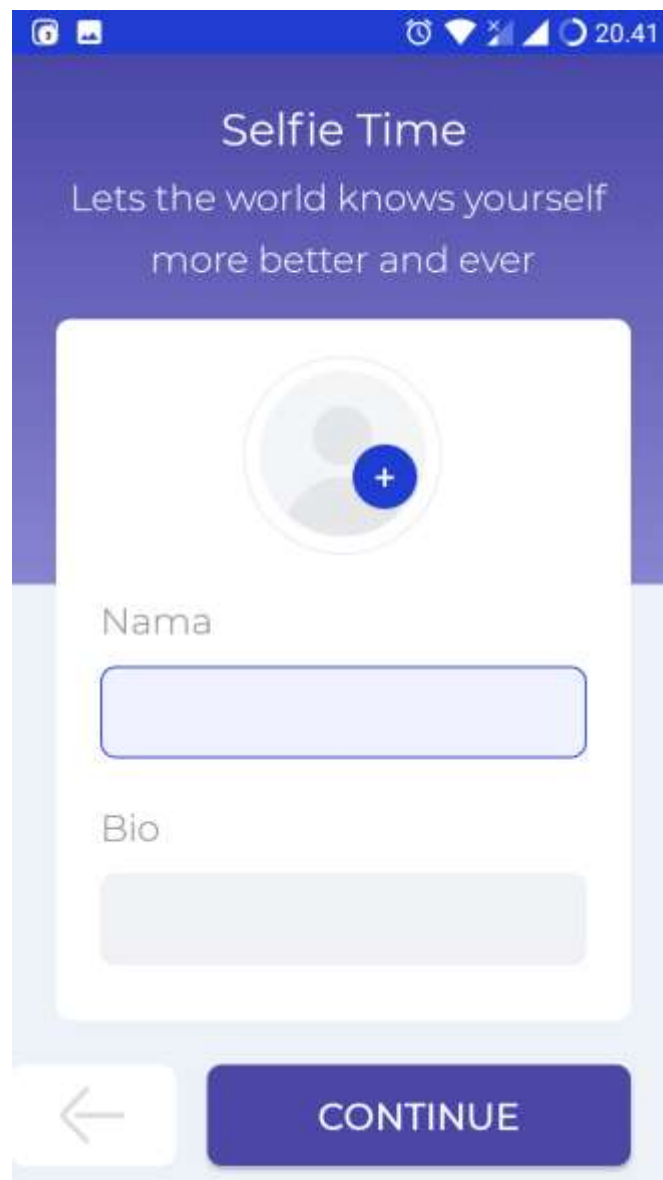 20.41
Selfie Time
Lets the world knows yourself
more better and ever
Nama
Bio
CONTINUE